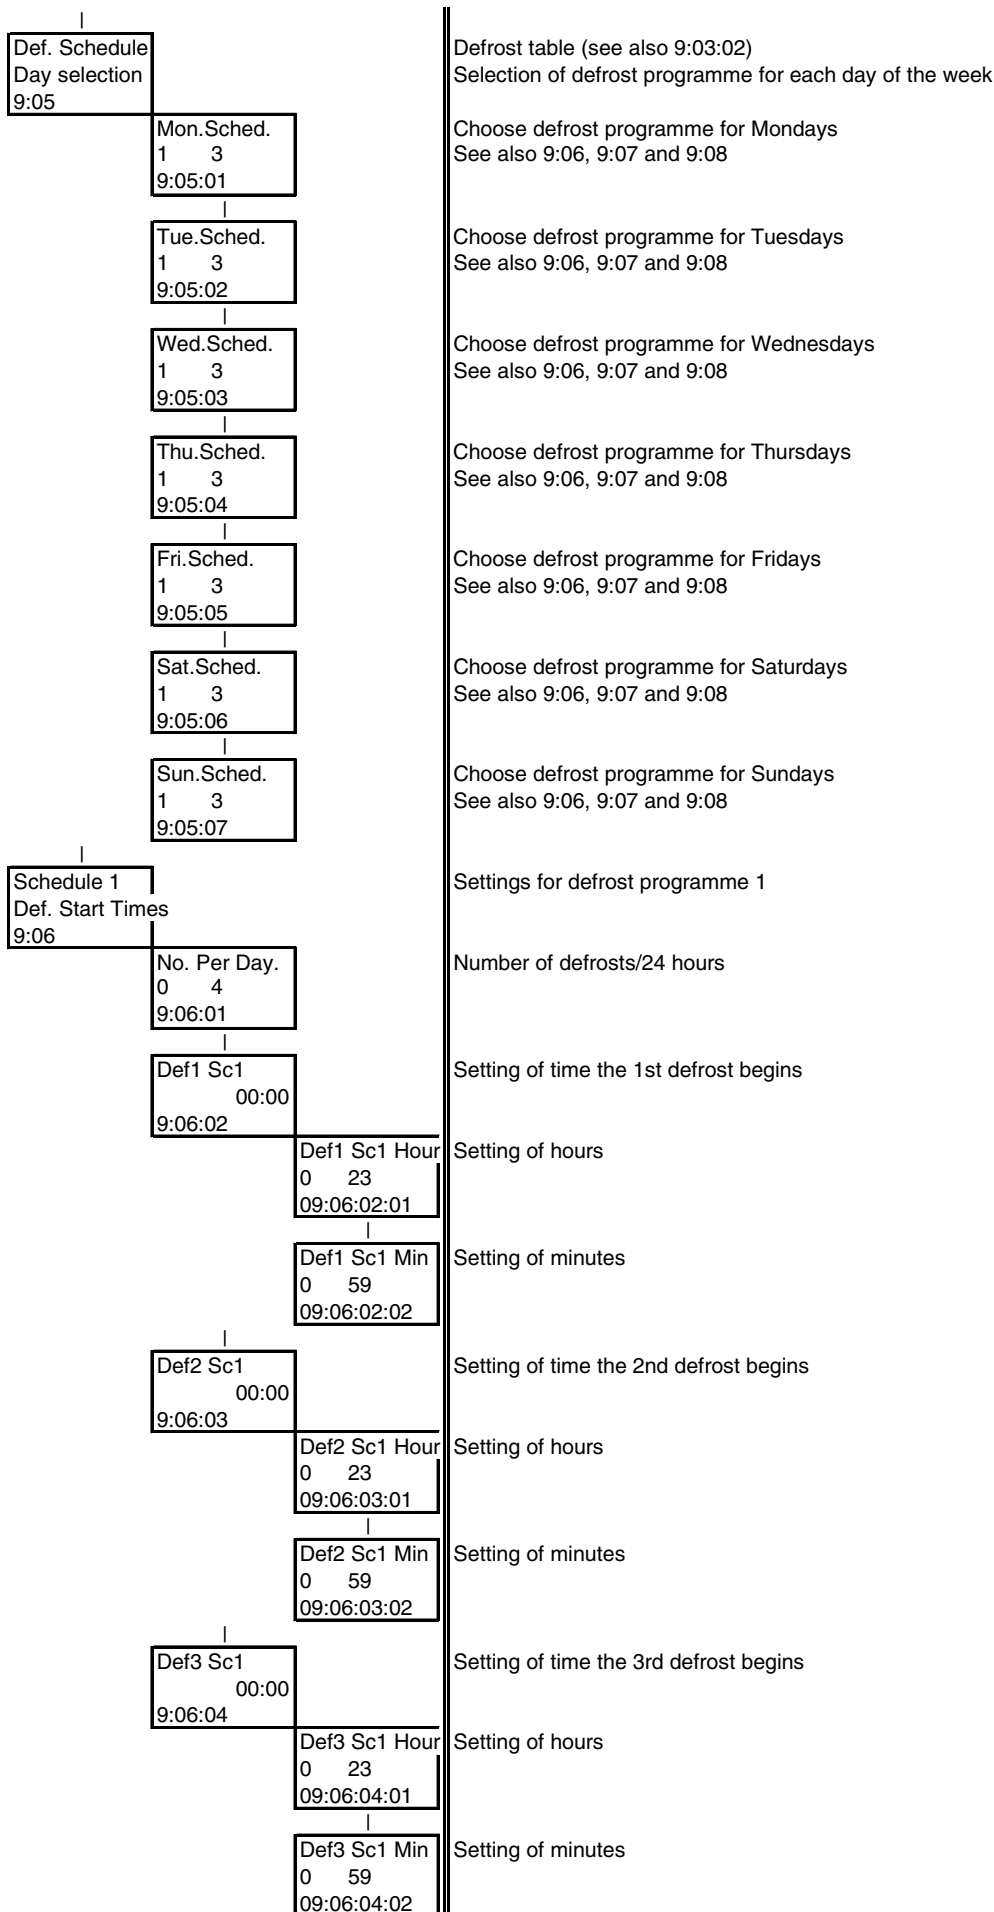 Def. Schedule
Day selection
9:05
Defrost table (see also 9:03:02)
Selection of defrost programme for each day of the week
Mon.Sched.
1 3
9:05:01
Choose defrost programme for Mondays
See also 9:06, 9:07 and 9:08
Tue.Sched.
1 3
9:05:02
Choose defrost programme for Tuesdays
See also 9:06, 9:07 and 9:08
Wed.Sched.
1 3
9:05:03
Choose defrost programme for Wednesdays
See also 9:06, 9:07 and 9:08
Thu.Sched.
1 3
9:05:04
Choose defrost programme for Thursdays
See also 9:06, 9:07 and 9:08
Fri.Sched.
1 3
9:05:05
Choose defrost programme for Fridays
See also 9:06, 9:07 and 9:08
Sat.Sched.
1 3
9:05:06
Choose defrost programme for Saturdays
See also 9:06, 9:07 and 9:08
Sun.Sched.
1 3
9:05:07
Choose defrost programme for Sundays
See also 9:06, 9:07 and 9:08
Schedule 1
Def. Start Times
9:06
Settings for defrost programme 1
No. Per Day.
0 4
9:06:01
Number of defrosts/24 hours
Def1 Sc1
00:00
9:06:02
Setting of time the 1st defrost begins
Def1 Sc1 Hour
0 23
09:06:02:01
Setting of hours
Def1 Sc1 Min
0 59
09:06:02:02
Setting of minutes
Def2 Sc1
00:00
9:06:03
Setting of time the 2nd defrost begins
Def2 Sc1 Hour
0 23
09:06:03:01
Setting of hours
Def2 Sc1 Min
0 59
09:06:03:02
Setting of minutes
Def3 Sc1
00:00
9:06:04
Setting of time the 3rd defrost begins
Def3 Sc1 Hour
0 23
09:06:04:01
Setting of hours
Def3 Sc1 Min
0 59
09:06:04:02
Setting of minutes